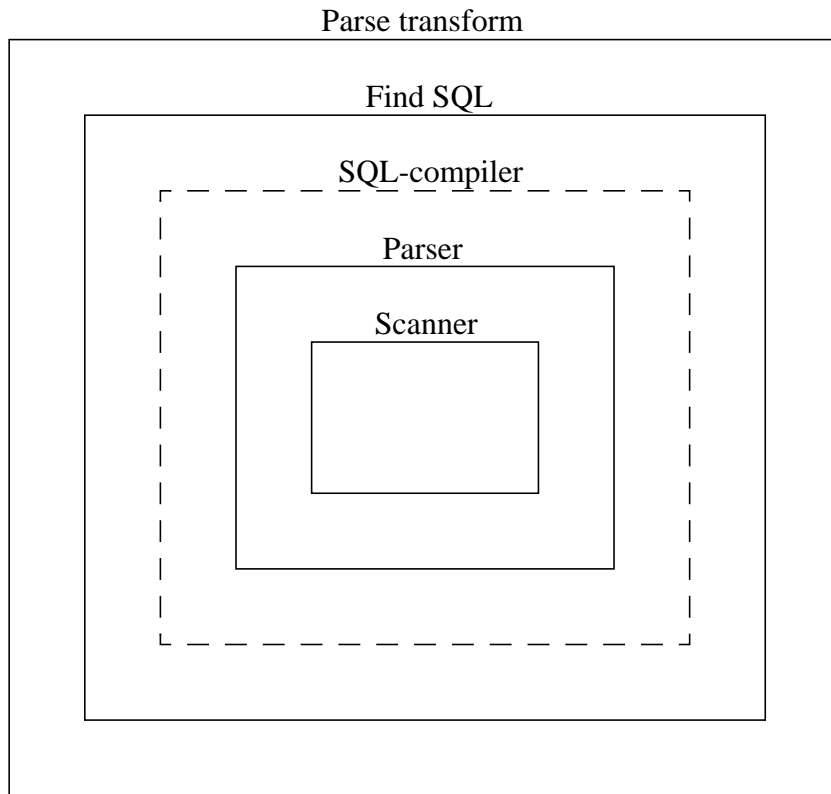 Parse transform
Find SQL
SQL-compiler
Parser
Scanner